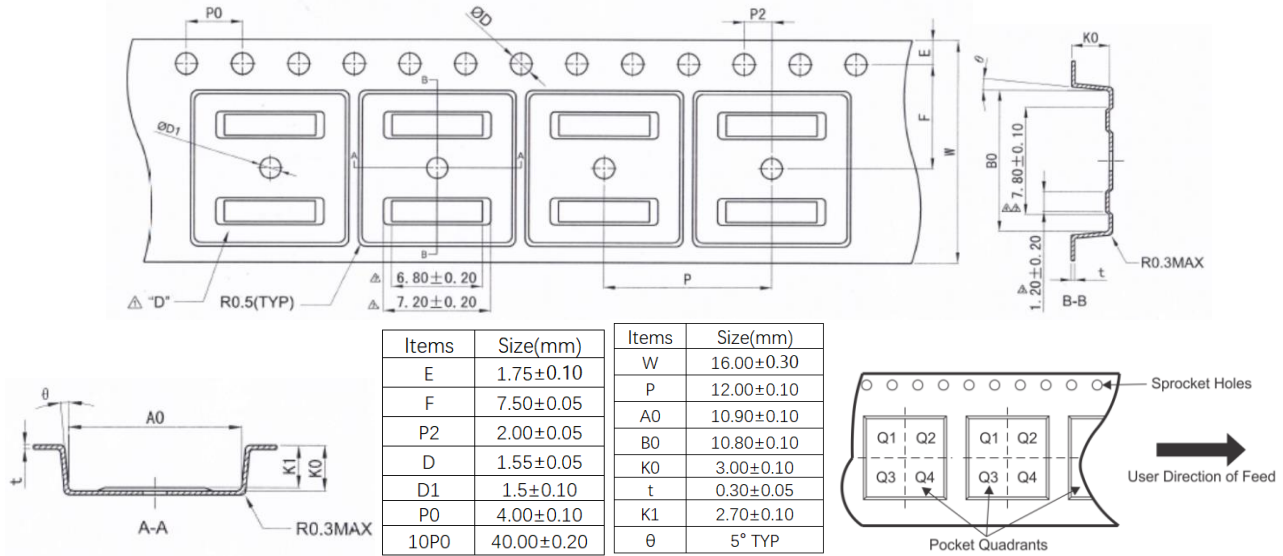 P0
ØD
P2
E
F
W
B
B
A
A
ØD1
⚠ "D"
R0.5(TYP)
6.80±0.20
7.20±0.20
P
K0
θ
B0
7.80±0.10
1.20±0.20
t
R0.3MAX
B-B
θ
A0
t
K1
K0
A-A
R0.3MAX
Items Size(mm)
E 1.75±0.10
F 7.50±0.05
P2 2.00±0.05
D 1.55±0.05
D1 1.5±0.10
P0 4.00±0.10
10P0 40.00±0.20
Items Size(mm)
W 16.00±0.30
P 12.00±0.10
A0 10.90±0.10
B0 10.80±0.10
K0 3.00±0.10
t 0.30±0.05
K1 2.70±0.10
θ 5° TYP
Sprocket Holes
Q1 Q2 Q1 Q2
Q3 Q4 Q3 Q4
User Direction of Feed
Pocket Quadrants